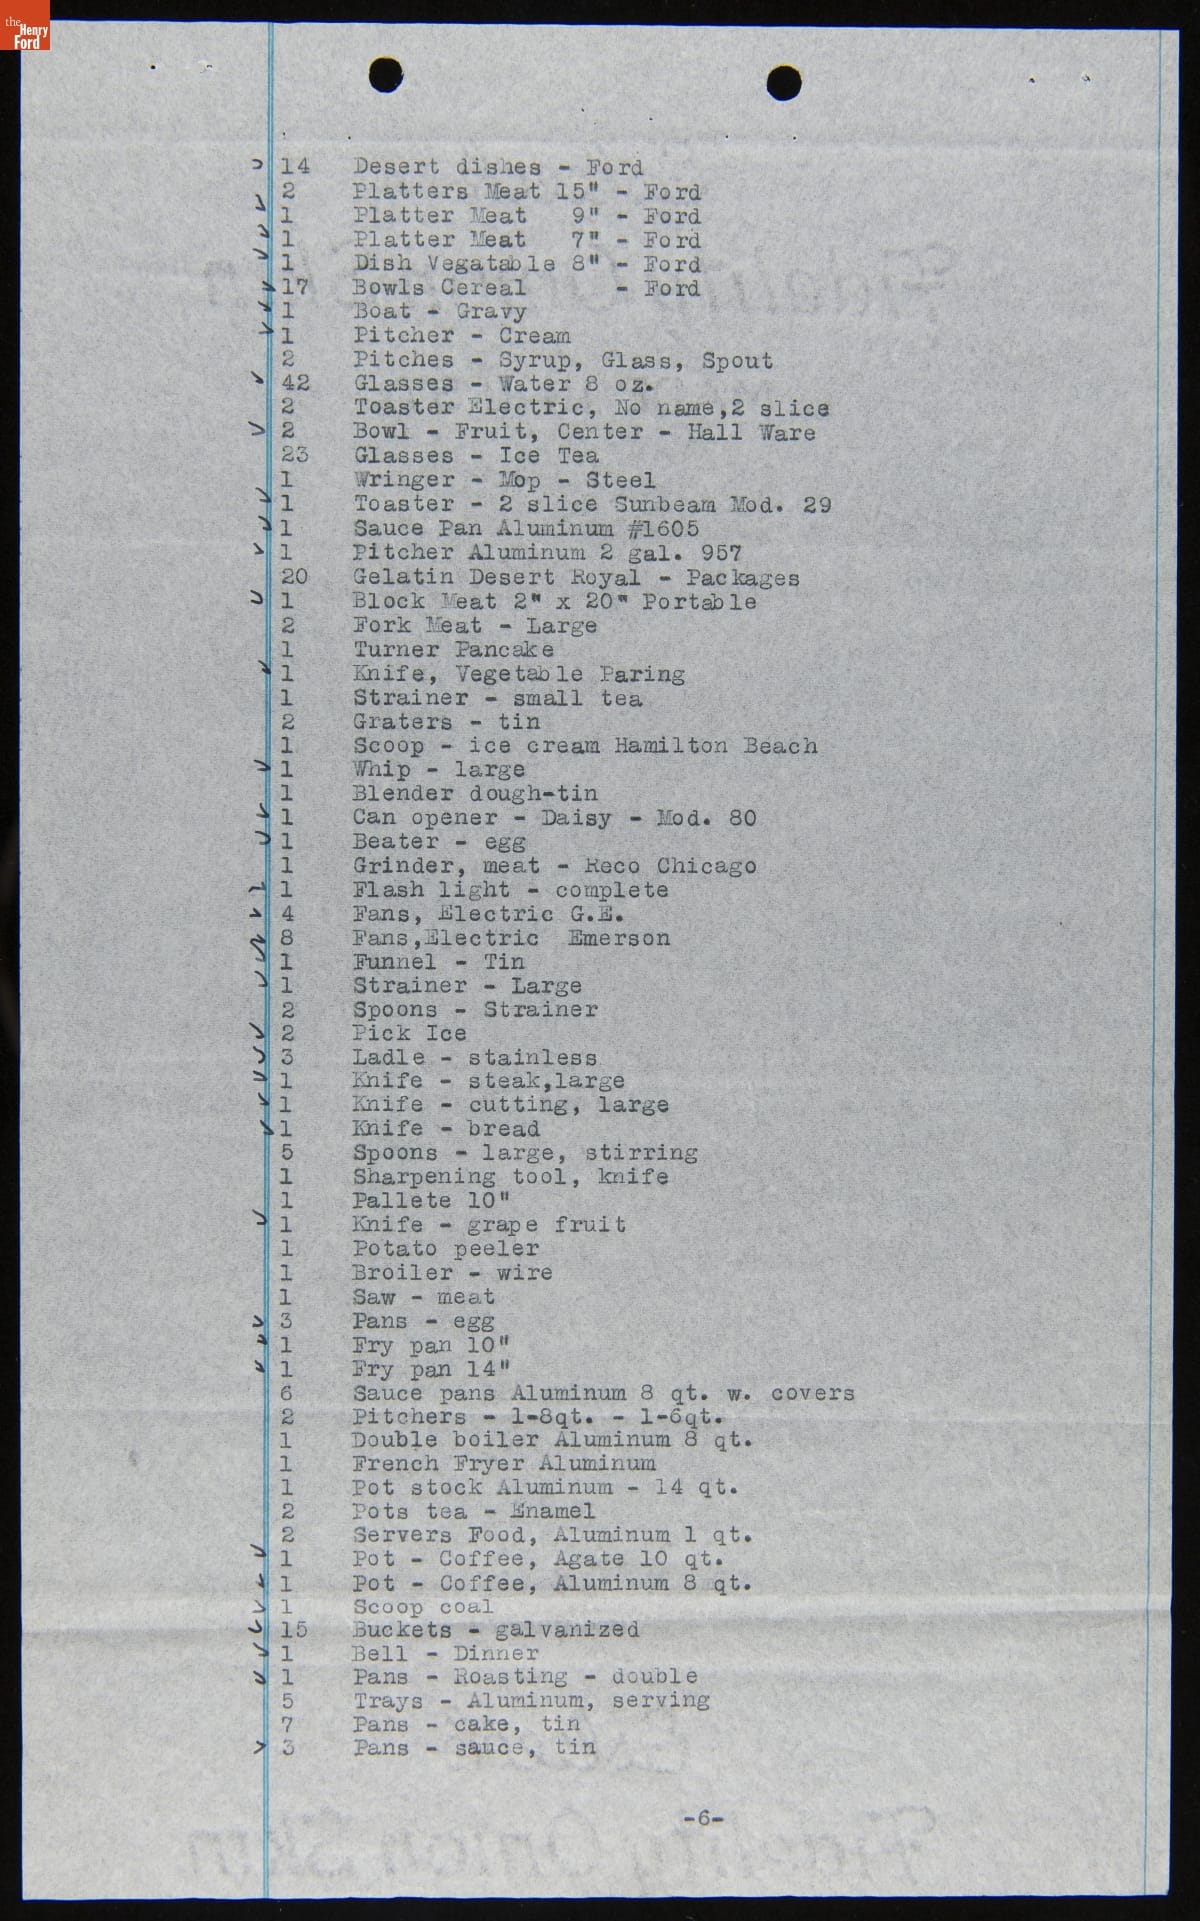 the Henry Ford
14 Desert dishes - Ford
2 Platters Meat 15" - Ford
1 Platter Meat 9" - Ford
1 Platter Meat 7" - Ford
1 Dish Vegatable 8" - Ford
17 Bowls Cereal - Ford
1 Boat - Gravy
1 Pitcher - Cream
2 Pitches - Syrup, Glass, Spout
42 Glasses - Water 8 oz.
2 Toaster Electric, No name,2 slice
2 Bowl - Fruit, Center - Hall Ware
23 Glasses - Ice Tea
1 Wringer - Mop - Steel
1 Toaster - 2 slice Sunbeam Mod. 29
1 Sauce Pan Aluminum #1605
1 Pitcher Aluminum 2 gal. 957
20 Gelatin Desert Royal - Packages
1 Block Meat 2" x 20" Portable
2 Fork Meat - Large
1 Turner Pancake
1 Knife, Vegetable Paring
1 Strainer - small tea
2 Graters - tin
1 Scoop - ice cream Hamilton Beach
1 Whip - large
1 Blender dough-tin
1 Can opener - Daisy - Mod. 80
1 Beater - egg
1 Grinder, meat - Reco Chicago
1 Flash light - complete
4 Fans, Electric G.E.
8 Fans,Electric Emerson
1 Funnel - Tin
1 Strainer - Large
2 Spoons - Strainer
2 Pick Ice
3 Ladle - stainless
1 Knife - steak,large
1 Knife - cutting, large
1 Knife - bread
5 Spoons - large, stirring
1 Sharpening tool, knife
1 Pallete 10"
1 Knife - grape fruit
1 Potato peeler
1 Broiler - wire
1 Saw - meat
3 Pans - egg
1 Fry pan 10"
1 Fry pan 14"
6 Sauce pans Aluminum 8 qt. w. covers
2 Pitchers - 1-8qt. - 1-6qt.
1 Double boiler Aluminum 8 qt.
1 French Fryer Aluminum
1 Pot stock Aluminum - 14 qt.
2 Pots tea - Enamel
2 Servers Food, Aluminum 1 qt.
1 Pot - Coffee, Agate 10 qt.
1 Pot - Coffee, Aluminum 8 qt.
1 Scoop coal
15 Buckets - galvanized
1 Bell - Dinner
1 Pans - Roasting - double
5 Trays - Aluminum, serving
7 Pans - cake, tin
3 Pans - sauce, tin
-6-